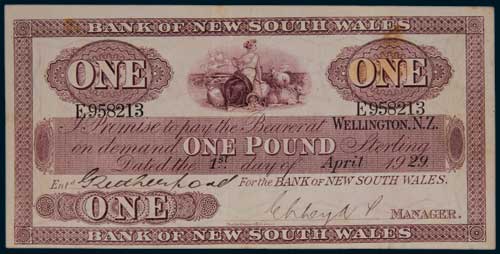 BANK OF NEW SOUTH WALES
ONE ONE
E958213 E958213
I Promise to pay the Bearer at WELLINGTON, N.Z.
on demand ONE POUND Sterling
Dated the 1st day of April 1929
Entd For the BANK OF NEW SOUTH WALES.
ONE
MANAGER.
BANK OF NEW SOUTH WALES